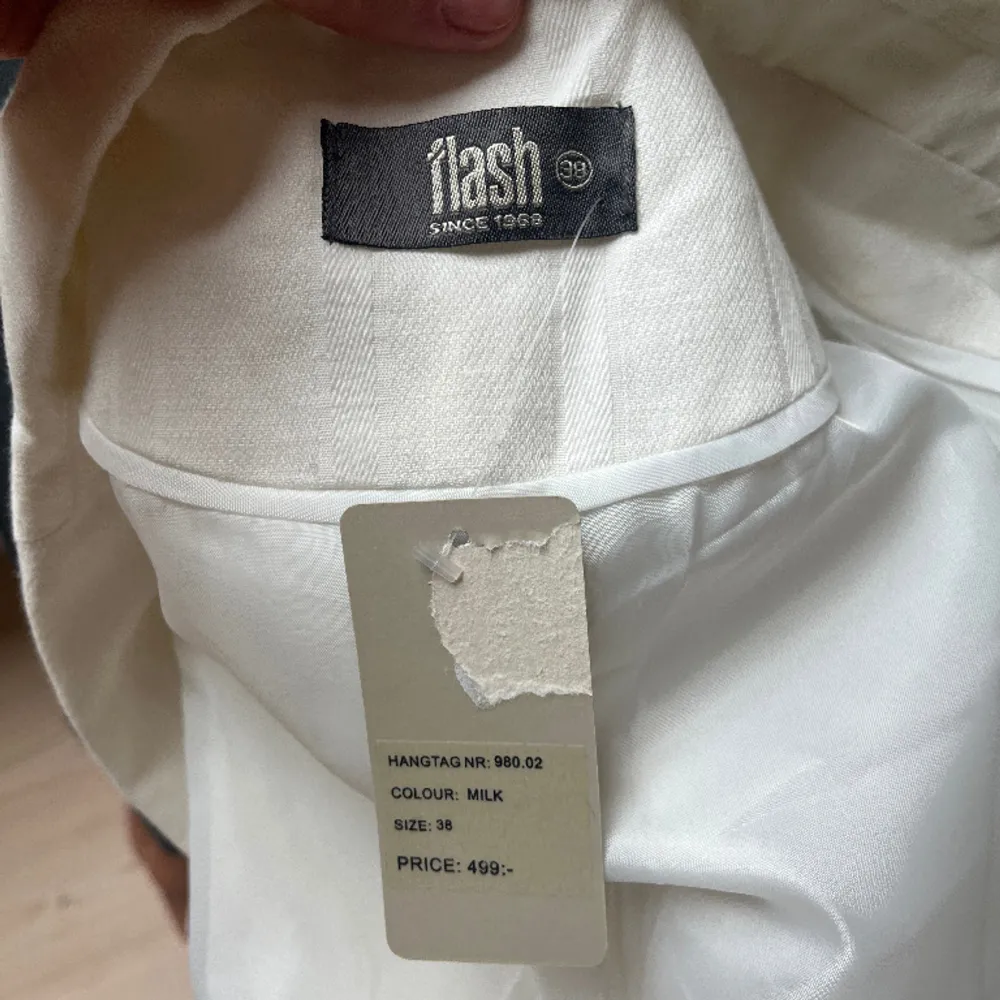 flash 38
SINCE 1968
HANGTAG NR: 980.02
COLOUR: MILK
SIZE: 38
PRICE: 499:-